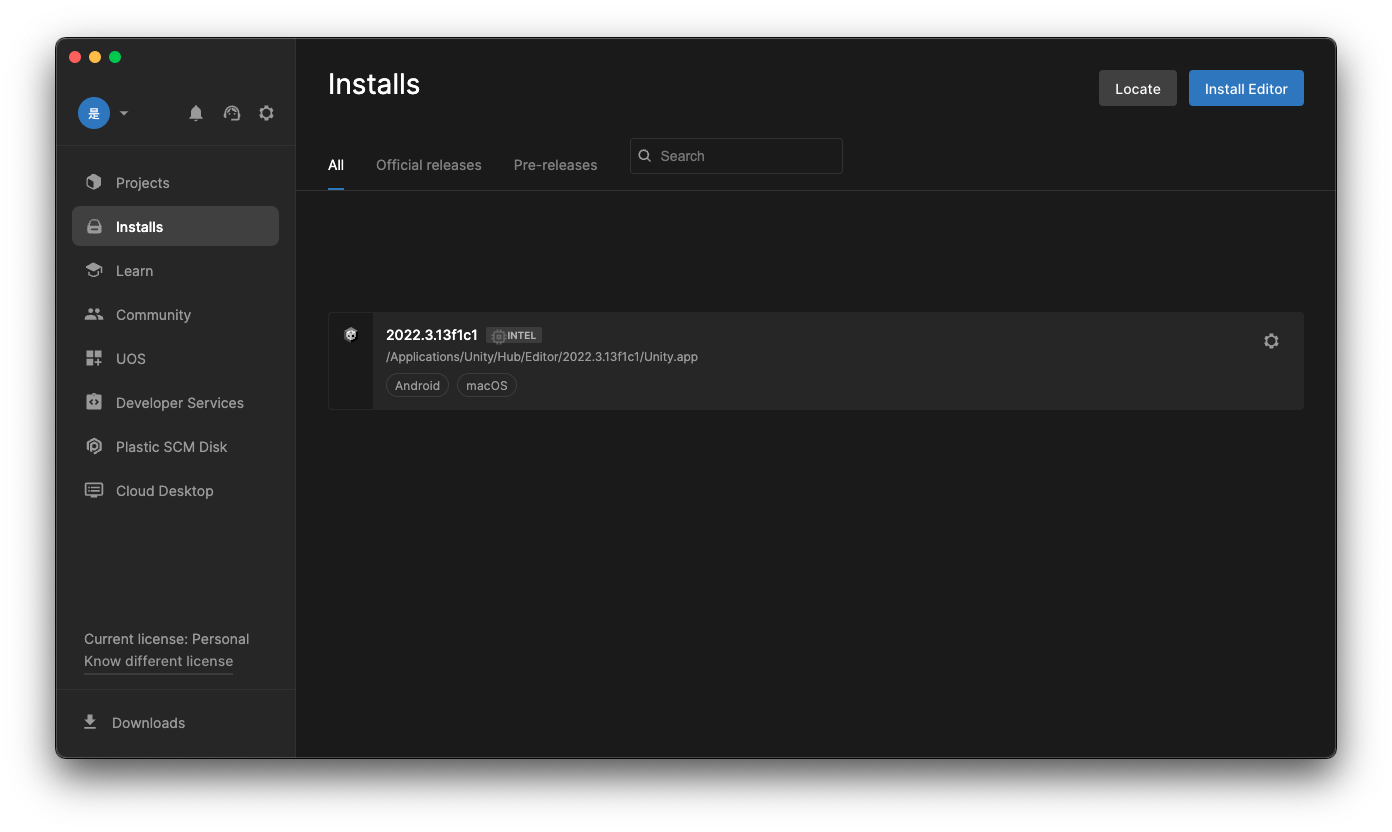 是
Projects
Installs
Learn
Community
UOS
Developer Services
Plastic SCM Disk
Cloud Desktop
Current license: Personal
Know different license
Downloads
Installs
Locate
Install Editor
All
Official releases
Pre-releases
Search
2022.3.13f1c1 INTEL
/Applications/Unity/Hub/Editor/2022.3.13f1c1/Unity.app
Android macOS